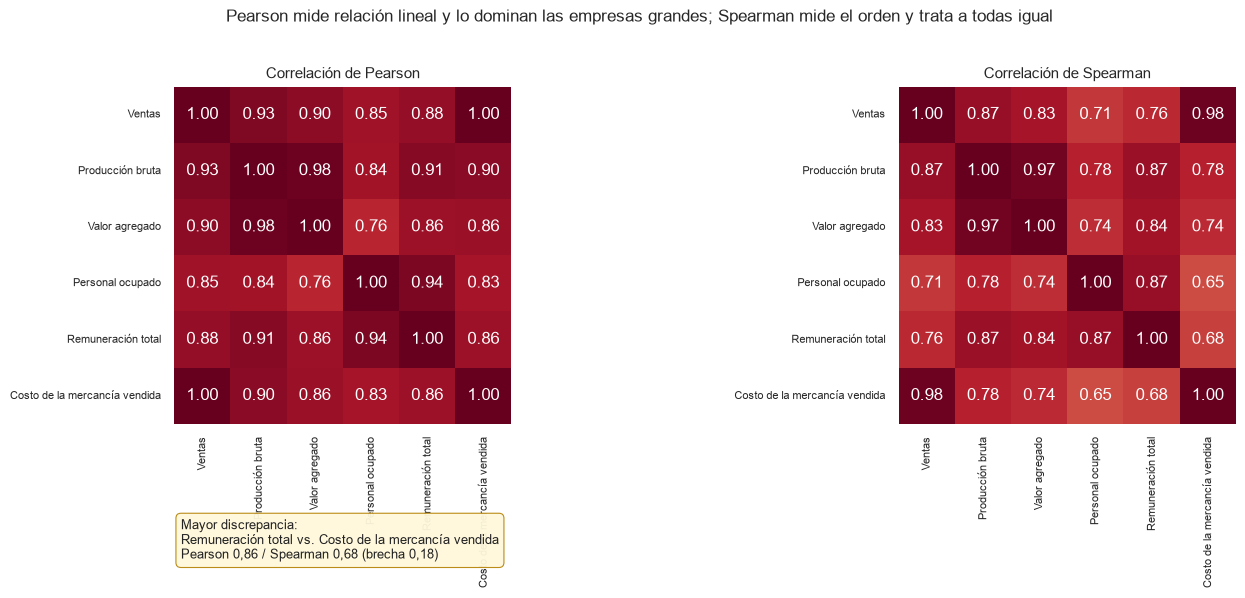 Pearson mide relación lineal y lo dominan las empresas grandes; Spearman mide el orden y trata a todas igual
Correlación de Pearson
Ventas 1.00 0.93 0.90 0.85 0.88 1.00
Producción bruta 0.93 1.00 0.98 0.84 0.91 0.90
Valor agregado 0.90 0.98 1.00 0.76 0.86 0.86
Personal ocupado 0.85 0.84 0.76 1.00 0.94 0.83
Remuneración total 0.88 0.91 0.86 0.94 1.00 0.86
Costo de la mercancía vendida 1.00 0.90 0.86 0.83 0.86 1.00
Ventas
Producción bruta
Valor agregado
Personal ocupado
Remuneración total
Costo de la mercancía vendida
Mayor discrepancia:
Remuneración total vs. Costo de la mercancía vendida
Pearson 0,86 / Spearman 0,68 (brecha 0,18)
Correlación de Spearman
Ventas 1.00 0.87 0.83 0.71 0.76 0.98
Producción bruta 0.87 1.00 0.97 0.78 0.87 0.78
Valor agregado 0.83 0.97 1.00 0.74 0.84 0.74
Personal ocupado 0.71 0.78 0.74 1.00 0.87 0.65
Remuneración total 0.76 0.87 0.84 0.87 1.00 0.68
Costo de la mercancía vendida 0.98 0.78 0.74 0.65 0.68 1.00
Ventas
Producción bruta
Valor agregado
Personal ocupado
Remuneración total
Costo de la mercancía vendida